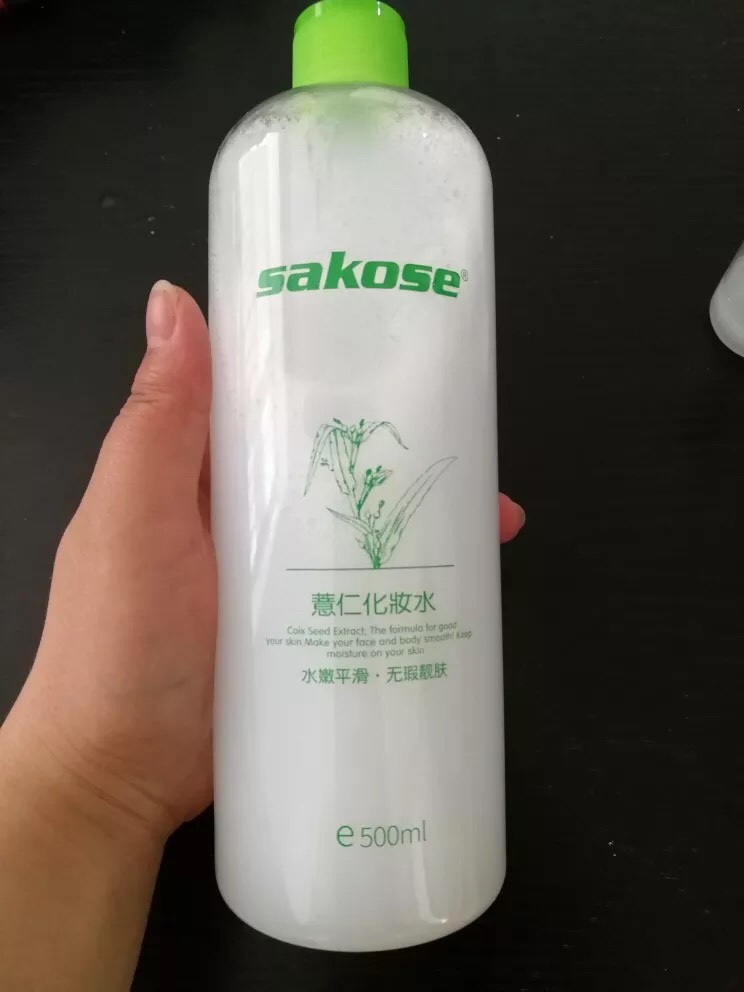 sakose®
薏仁化妝水
Coix Seed Extract; The formula for good
your skin,Make your face and body smooth! Keep
moisture on your skin
水嫩平滑·无瑕靓肤
e 500ml